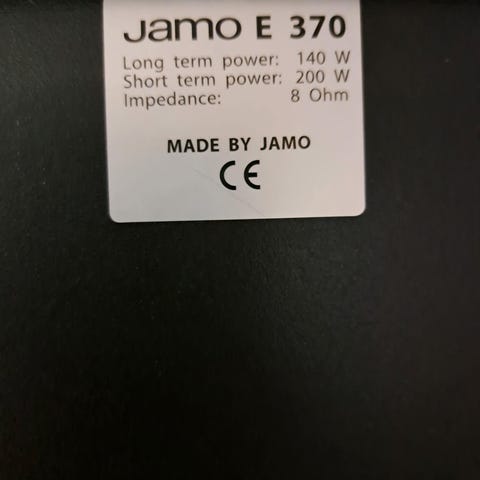 Jamo E 370
Long term power: 140 W
Short term power: 200 W
Impedance: 8 Ohm
MADE BY JAMO
CE